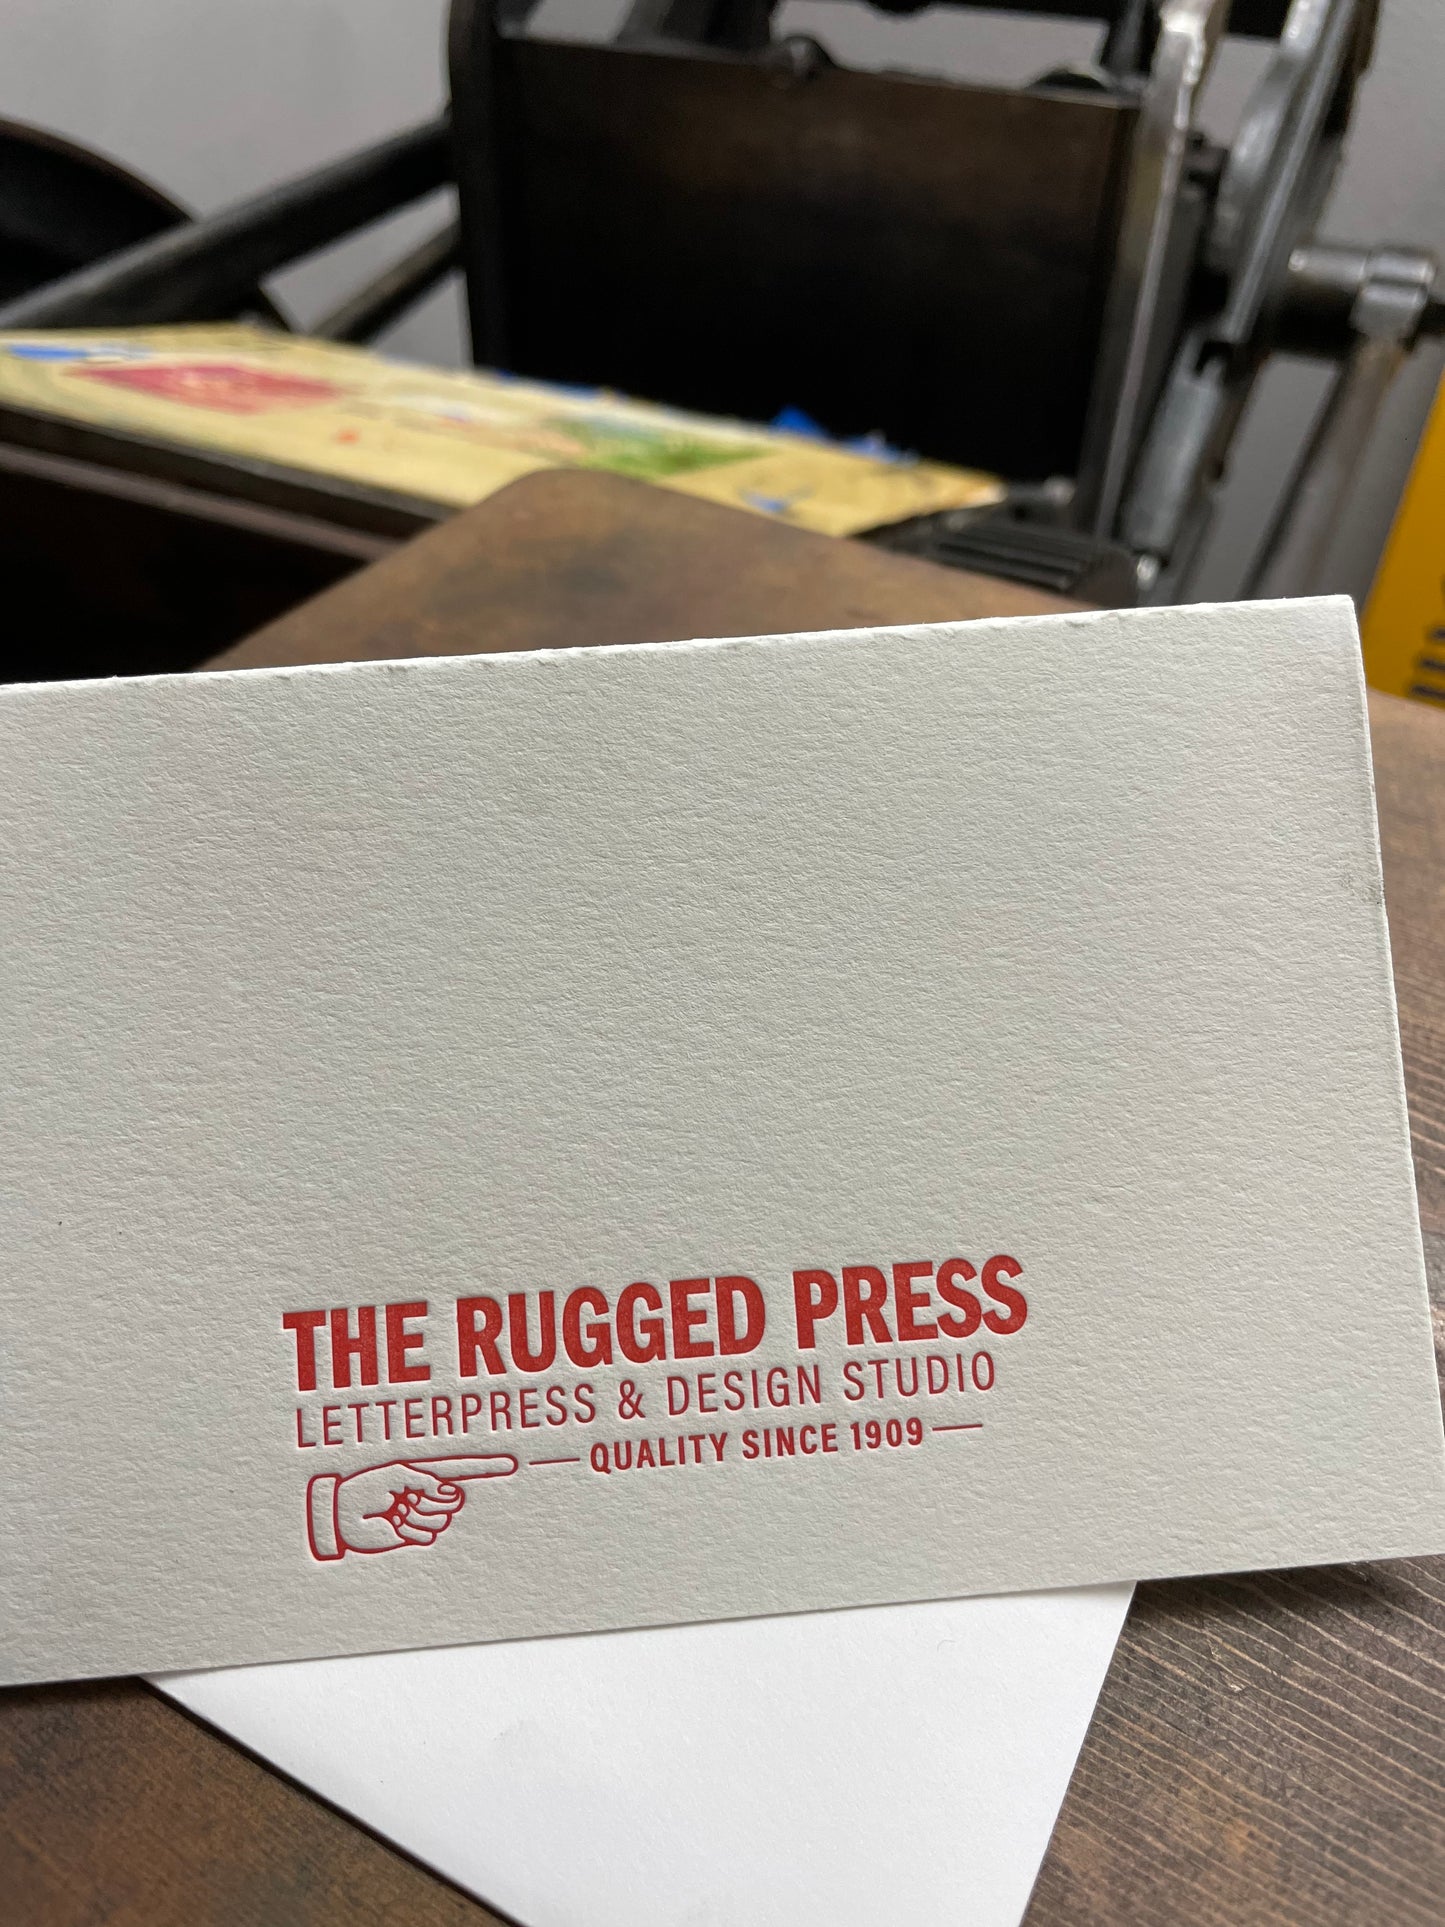 THE RUGGED PRESS
LETTERPRESS & DESIGN STUDIO
QUALITY SINCE 1909